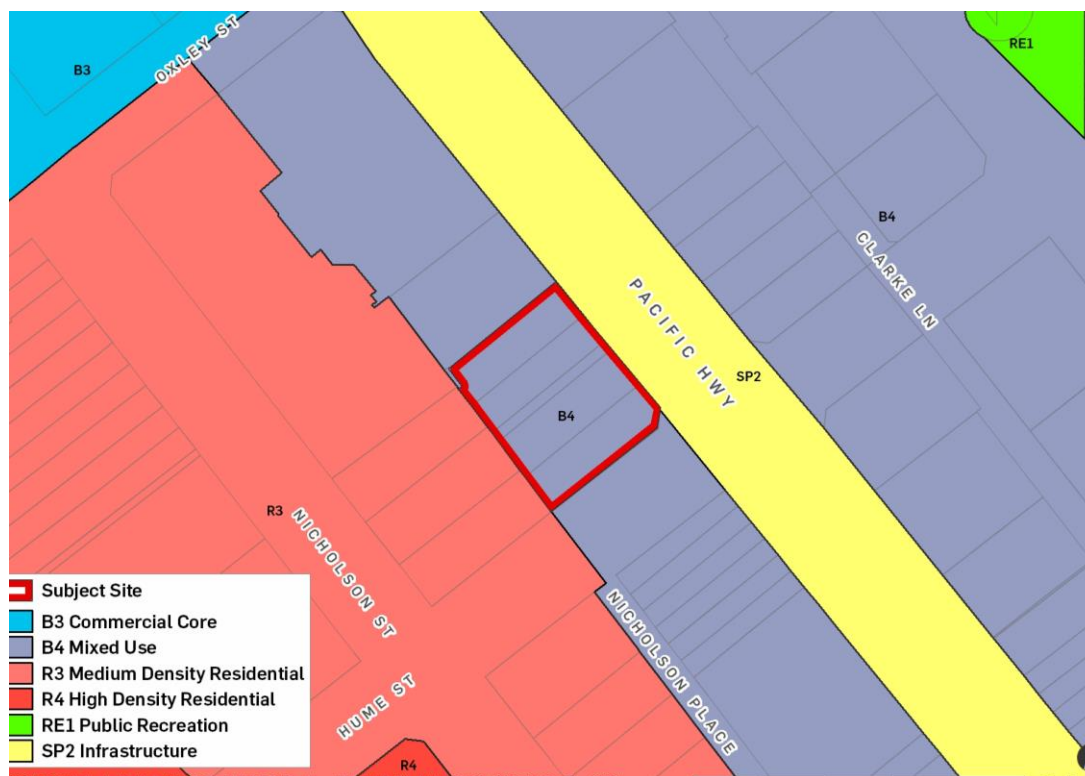 OXLEY ST
B3
RE1
B4
CLARKE LN
PACIFIC HWY
SP2
B4
R3
NICHOLSON ST
NICHOLSON PLACE
HUME ST
R4
Subject Site
B3 Commercial Core
B4 Mixed Use
R3 Medium Density Residential
R4 High Density Residential
RE1 Public Recreation
SP2 Infrastructure